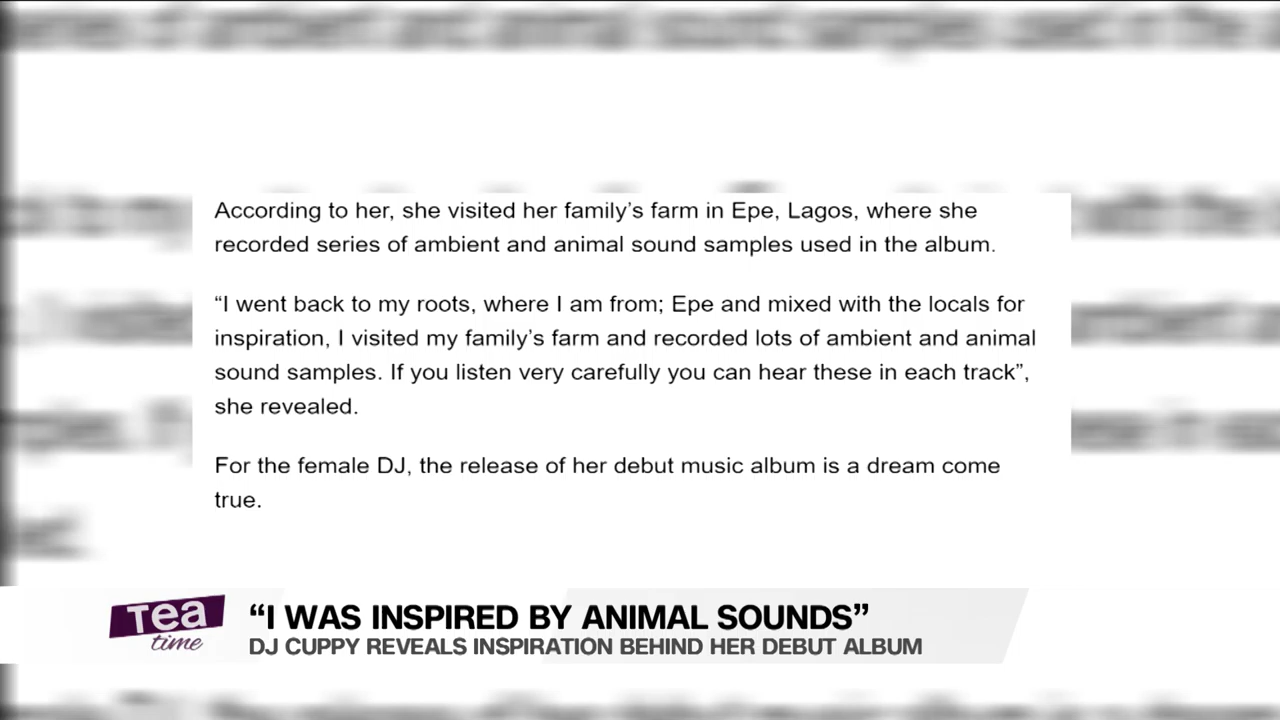 According to her, she visited her family’s farm in Epe, Lagos, where she
recorded series of ambient and animal sound samples used in the album.
“I went back to my roots, where I am from; Epe and mixed with the locals for
inspiration, I visited my family’s farm and recorded lots of ambient and animal
sound samples. If you listen very carefully you can hear these in each track”,
she revealed.
For the female DJ, the release of her debut music album is a dream come
true.
Tea
time
“I WAS INSPIRED BY ANIMAL SOUNDS”
DJ CUPPY REVEALS INSPIRATION BEHIND HER DEBUT ALBUM